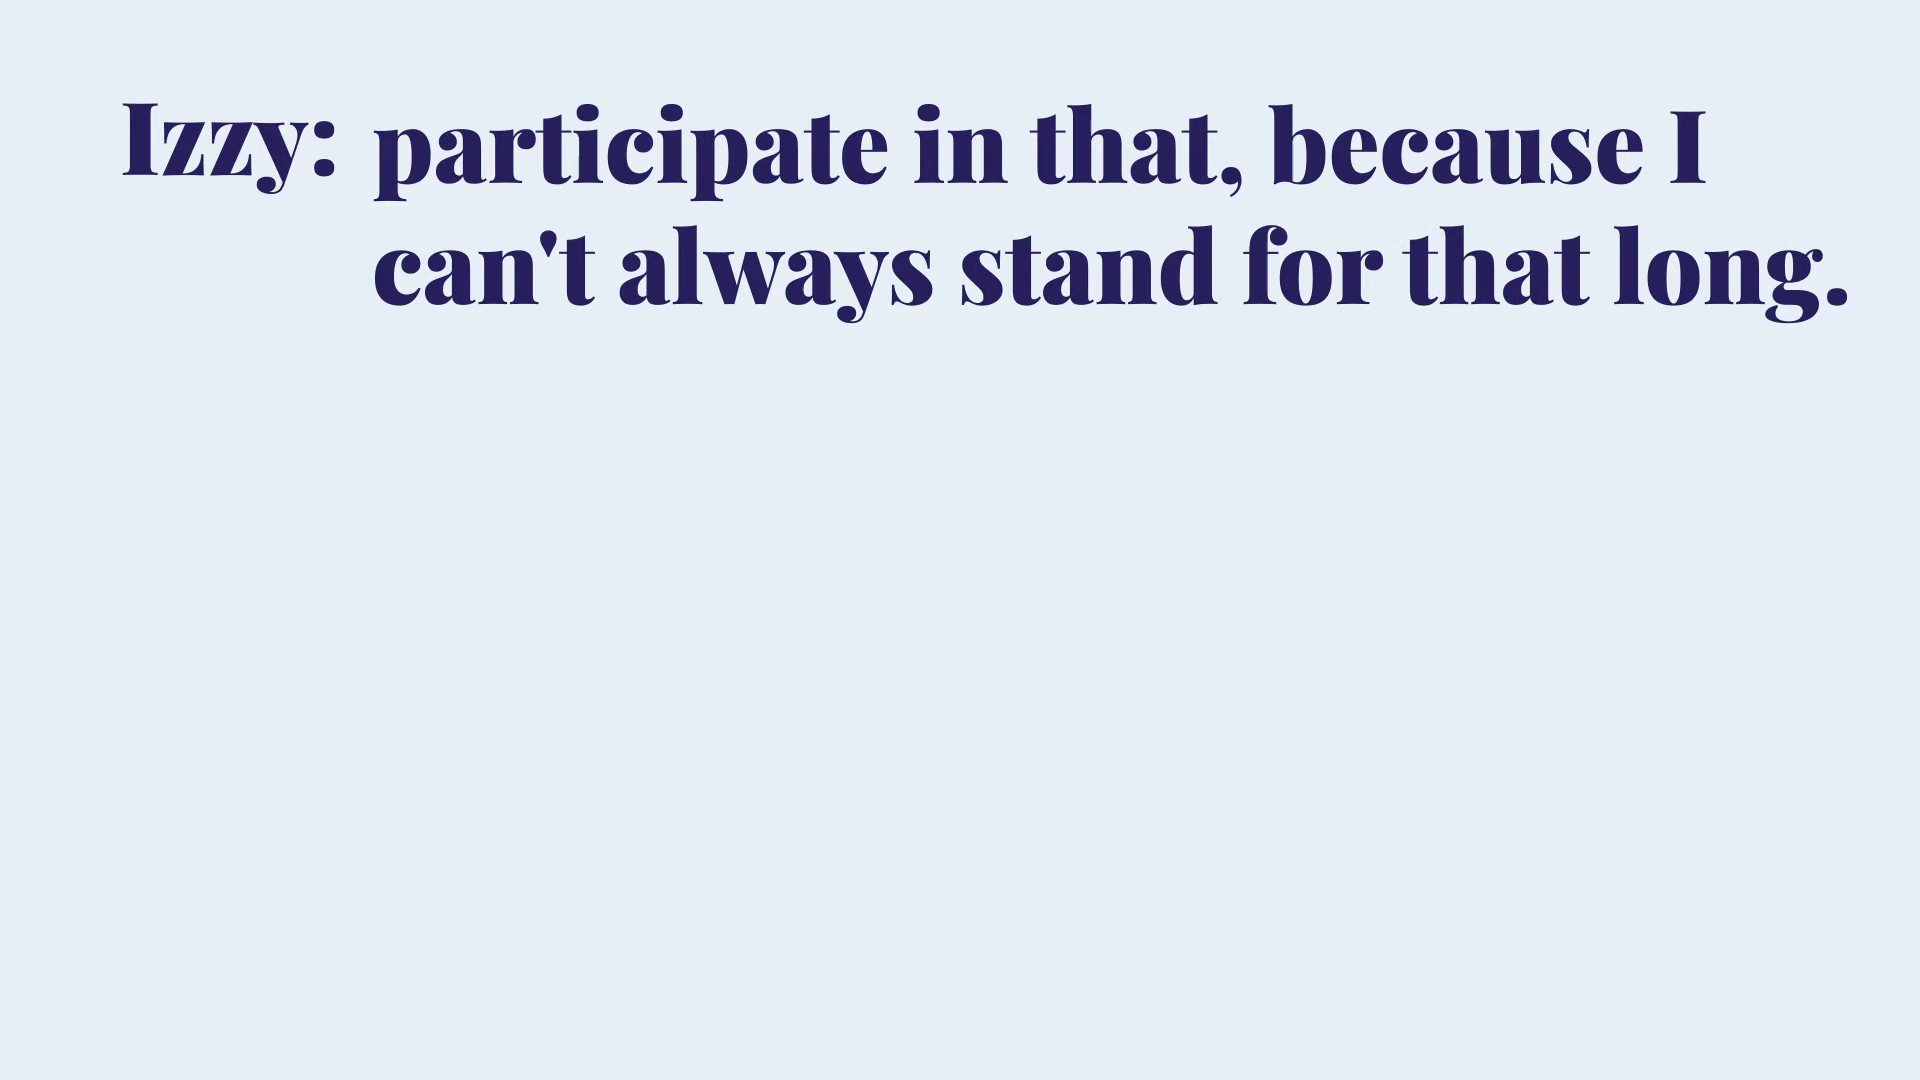 Izzy: participate in that, because I
can't always stand for that long.